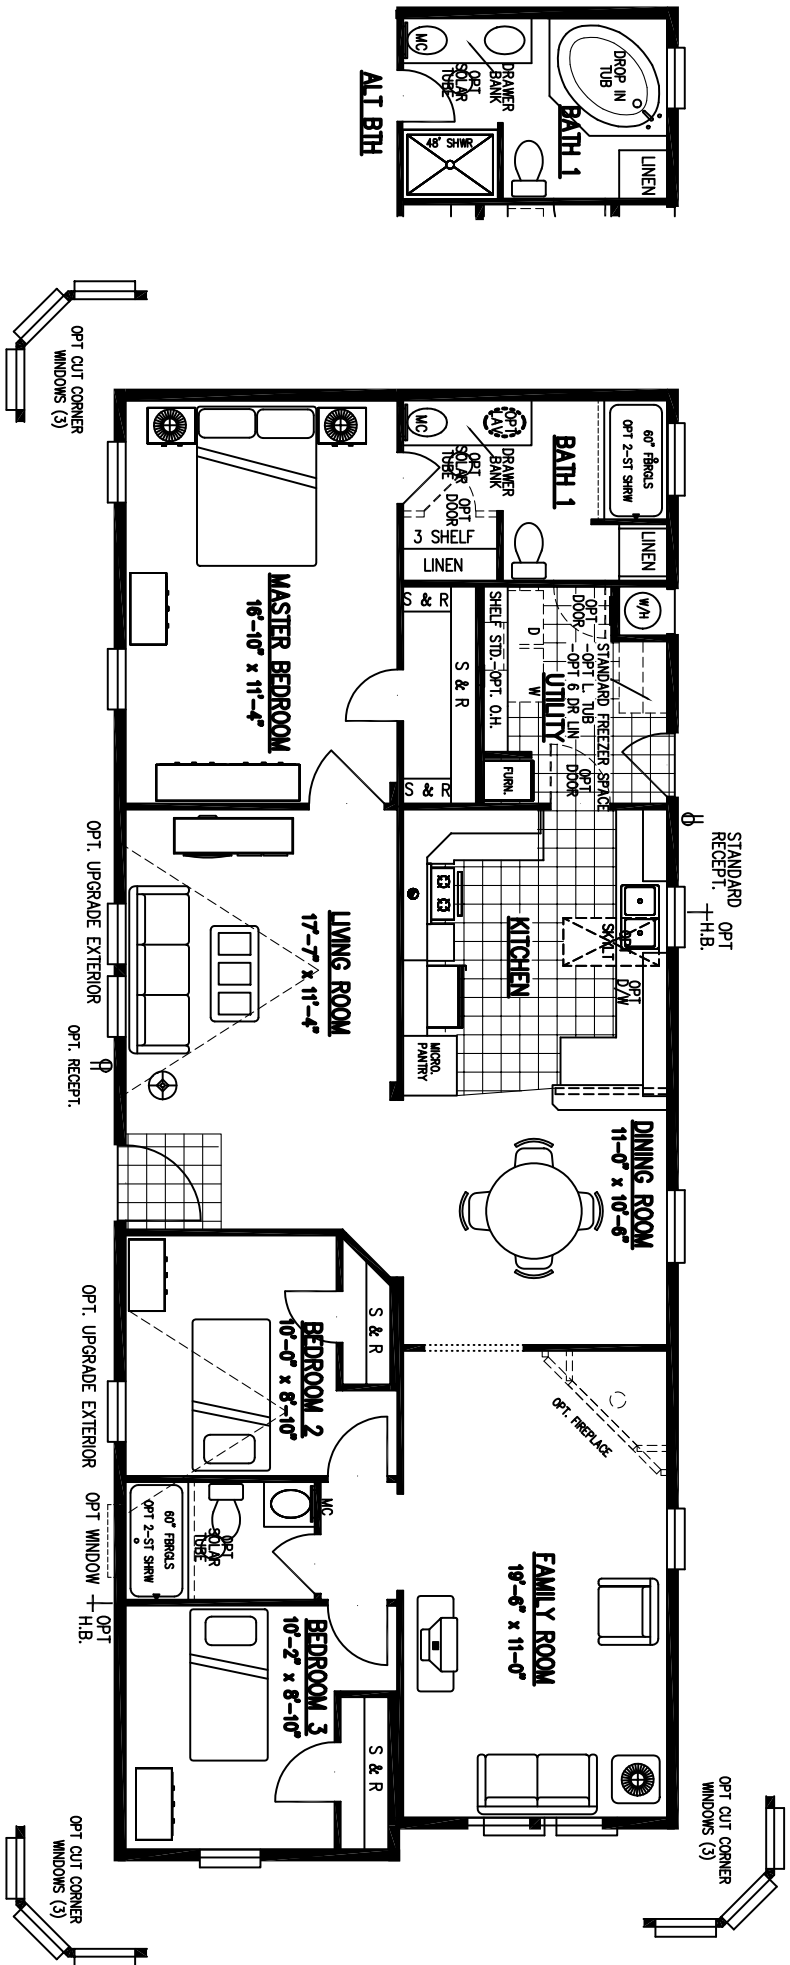 ALT BTH
BATH 1
DROP IN
TUB
LINEN
MC
DRAWER
BANK
OPT
SOLAR
TUBE
48" SHWR
OPT CUT CORNER
WINDOWS (3)
BATH 1
60" FBRGLS
OPT 2-ST SHRW
LINEN
OPT
LAV
MC
DRAWER
BANK
OPT
SOLAR
TUBE
OPT
DOOR
3 SHELF
LINEN
MASTER BEDROOM
16'-10" x 11'-4"
S & R
S & R
S & R
W/H
UTILITY
STANDARD FREEZER SPACE
-OPT L. TUB
-OPT 6 DR LIN
OPT
DOOR
OPT
DOOR
D
W
SHELF STD.-OPT. O.H.
FURN.
STANDARD
RECEPT.
OPT
H.B.
KITCHEN
OPT
SKYLT
OPT
D/W
MICRO.
PANTRY
LIVING ROOM
17'-7" x 11'-4"
OPT. UPGRADE EXTERIOR
OPT. RECEPT.
DINING ROOM
11'-0" x 10'-6"
BEDROOM 2
10'-0" x 8'-10"
S & R
OPT. UPGRADE EXTERIOR
OPT. FIREPLACE
FAMILY ROOM
19'-6" x 11'-0"
MC
OPT
SOLAR
TUBE
60" FBRGLS
OPT 2-ST SHRW
OPT WINDOW
OPT
H.B.
BEDROOM 3
10'-2" x 8'-10"
S & R
OPT CUT CORNER
WINDOWS (3)
OPT CUT CORNER
WINDOWS (3)